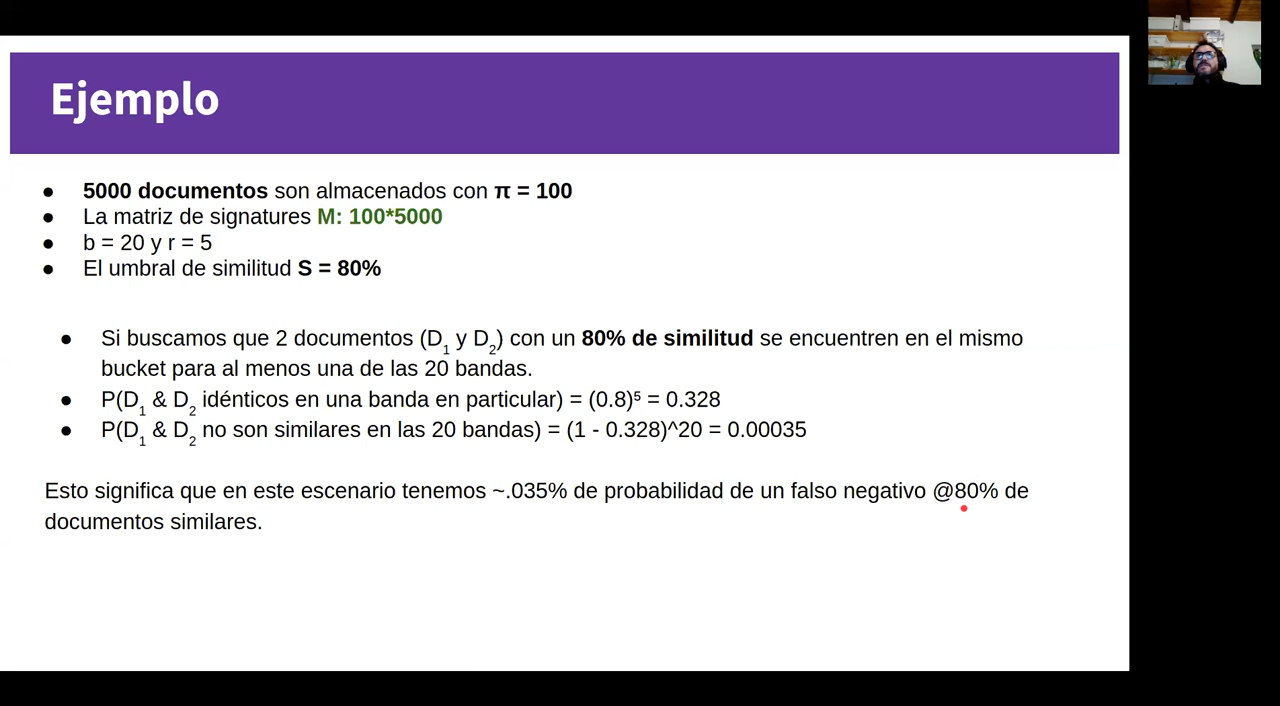 Ejemplo
● 5000 documentos son almacenados con π = 100
● La matriz de signatures M: 100*5000
● b = 20 y r = 5
● El umbral de similitud S = 80%
● Si buscamos que 2 documentos (D₁ y D₂) con un 80% de similitud se encuentren en el mismo
bucket para al menos una de las 20 bandas.
● P(D₁ & D₂ idénticos en una banda en particular) = (0.8)⁵ = 0.328
● P(D₁ & D₂ no son similares en las 20 bandas) = (1 - 0.328)^20 = 0.00035
Esto significa que en este escenario tenemos ~.035% de probabilidad de un falso negativo @80% de
documentos similares.